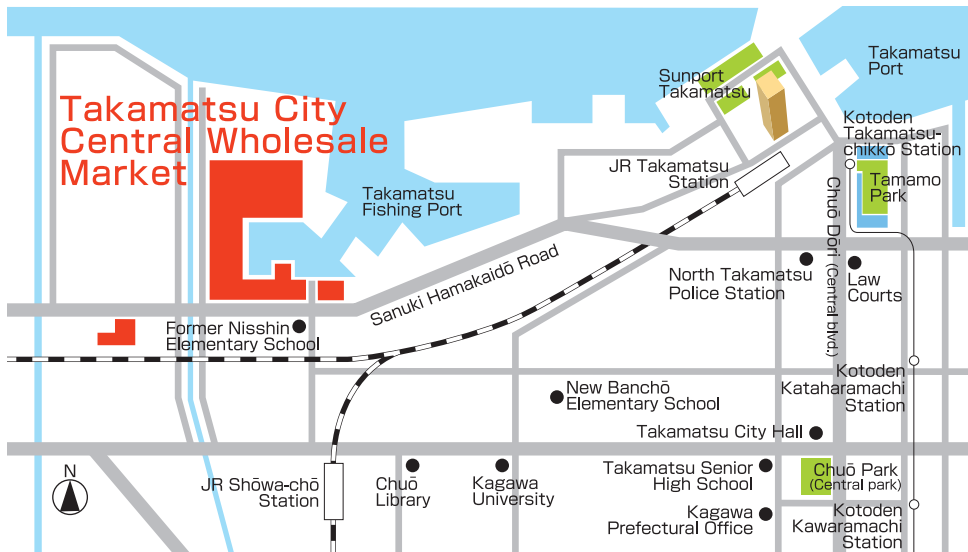 Takamatsu City
Central Wholesale
Market
Sunport
Takamatsu
Takamatsu
Port
Kotoden
Takamatsu-
chikkō Station
JR Takamatsu
Station
Tamamo
Park
Takamatsu
Fishing Port
Chuō Dōri (Central blvd.)
Sanuki Hamakaidō Road
North Takamatsu
Police Station
Law
Courts
Former Nisshin
Elementary School
Kotoden
Kataharamachi
Station
New Banchō
Elementary School
Takamatsu City Hall
N
JR Shōwa-chō
Station
Chuō
Library
Kagawa
University
Takamatsu Senior
High School
Chuō Park
(Central park)
Kagawa
Prefectural Office
Kotoden
Kawaramachi
Station